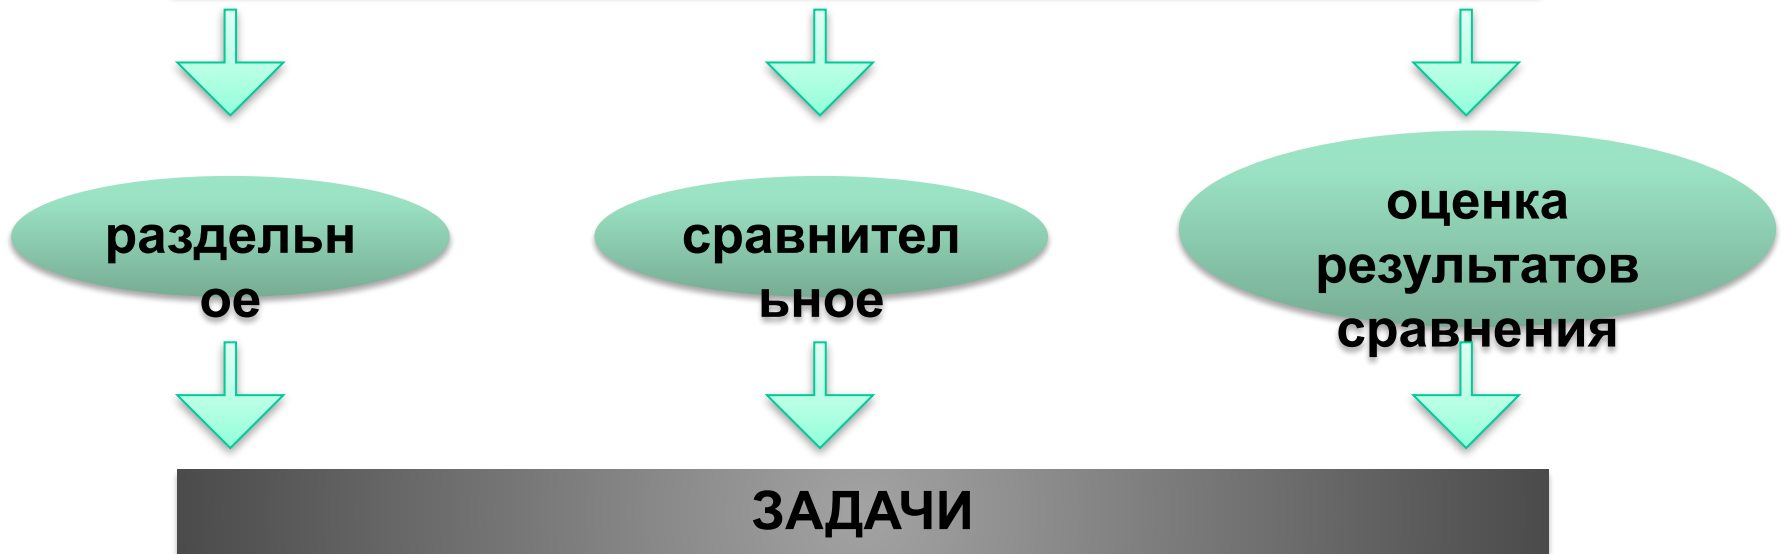 раздельн
ое
сравнител
ьное
оценка
результатов
сравнения
ЗАДАЧИ